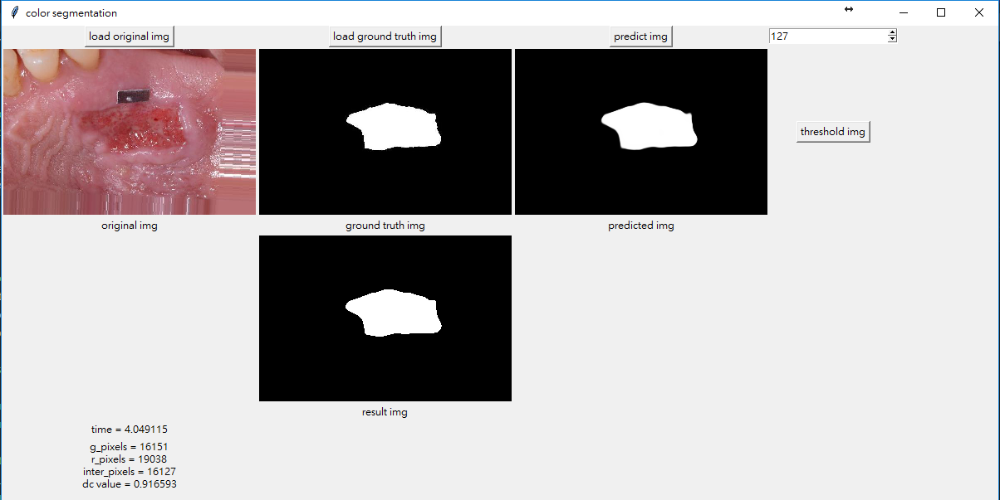 color segmentation
load original img
load ground truth img
predict img
127
threshold img
original img
ground truth img
predicted img
result img
time = 4.049115
g_pixels = 16151
r_pixels = 19038
inter_pixels = 16127
dc value = 0.916593